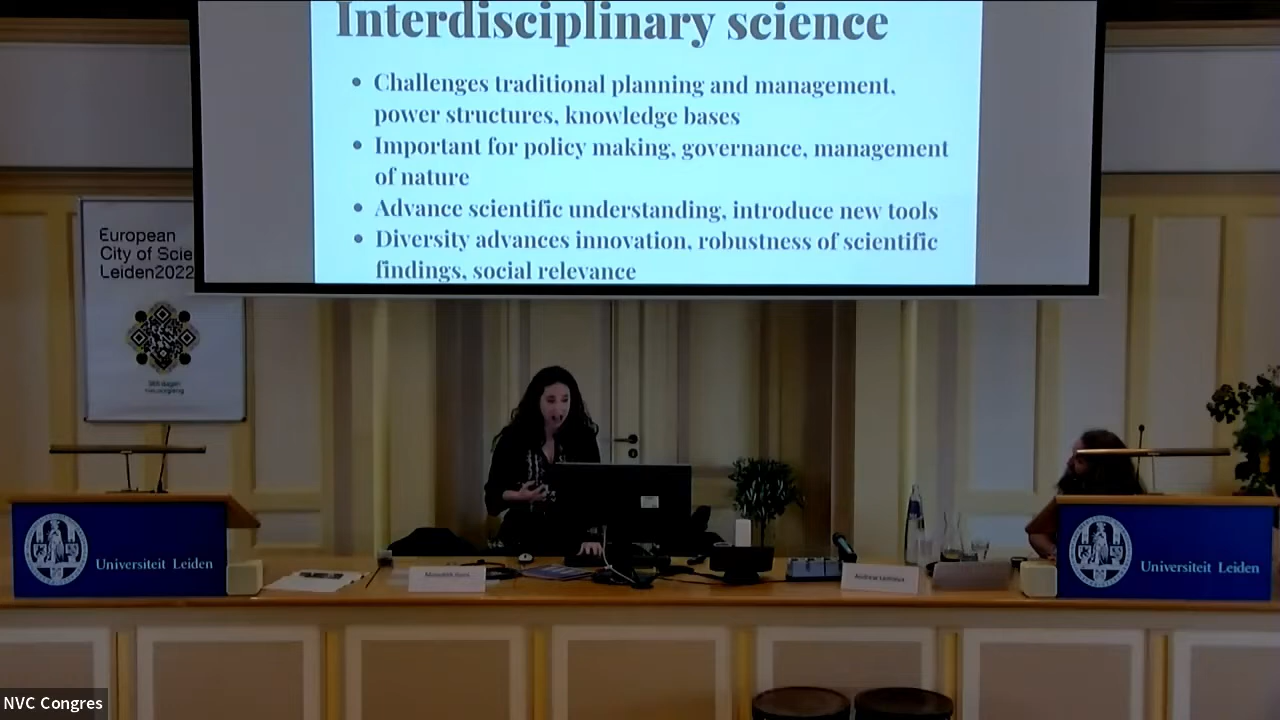 Interdisciplinary science
• Challenges traditional planning and management,
power structures, knowledge bases
• Important for policy making, governance, management
of nature
• Advance scientific understanding, introduce new tools
• Diversity advances innovation, robustness of scientific
findings, social relevance
European
City of Scie
Leiden2022
365 dagen
Universiteit Leiden
Universiteit Leiden
NVC Congres